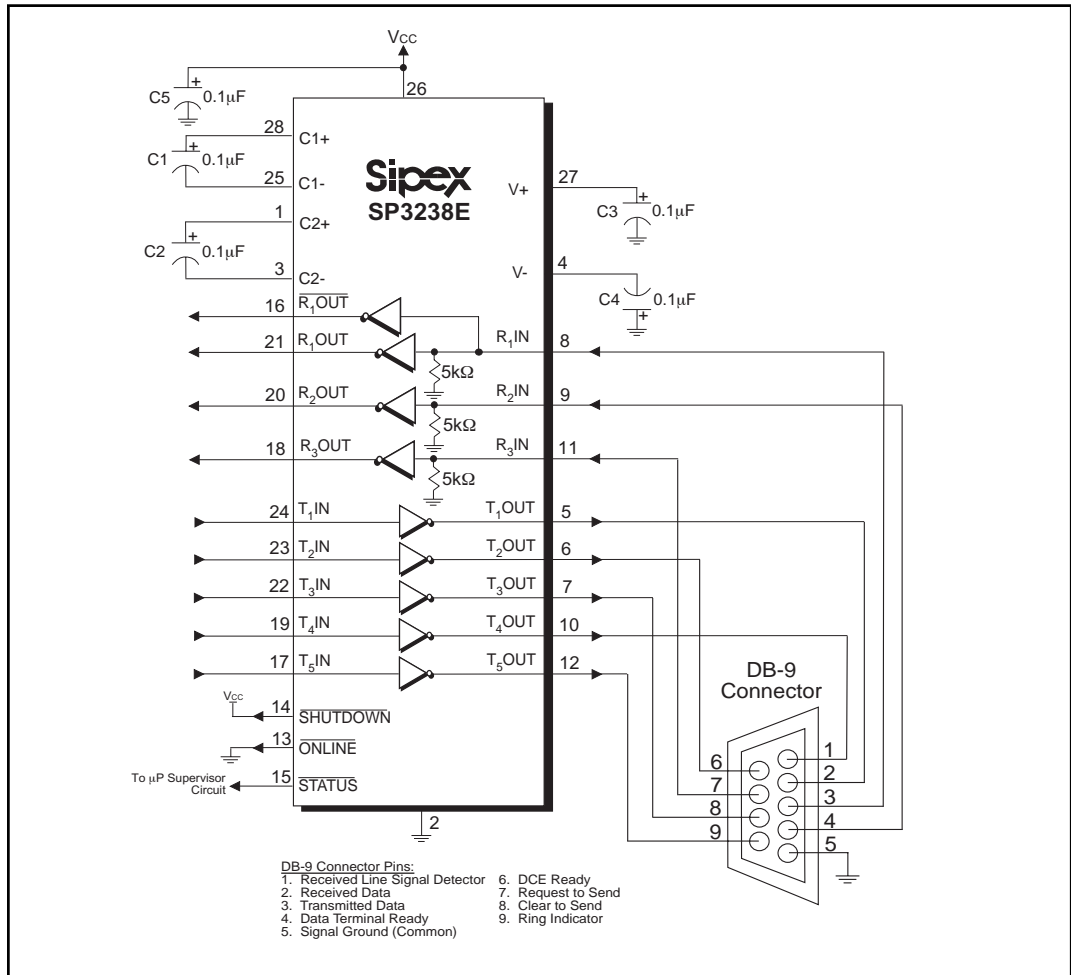 VCC
26
C5
+
0.1µF
28
C1+
C1
+
0.1µF
25
C1-
1
C2+
C2
+
0.1µF
3
C2-
Sipex
SP3238E
V+
27
C3
+
0.1µF
V-
4
C4
0.1µF
+
16
R1OUT
21
R1OUT
R1IN
8
5kΩ
20
R2OUT
R2IN
9
5kΩ
18
R3OUT
R3IN
11
5kΩ
24
T1IN
T1OUT
5
23
T2IN
T2OUT
6
22
T3IN
T3OUT
7
19
T4IN
T4OUT
10
17
T5IN
T5OUT
12
VCC
14
SHUTDOWN
13
ONLINE
To µP Supervisor
Circuit
15
STATUS
2
DB-9
Connector
1
6
2
7
3
8
4
9
5
DB-9 Connector Pins:
1. Received Line Signal Detector
2. Received Data
3. Transmitted Data
4. Data Terminal Ready
5. Signal Ground (Common)
6. DCE Ready
7. Request to Send
8. Clear to Send
9. Ring Indicator